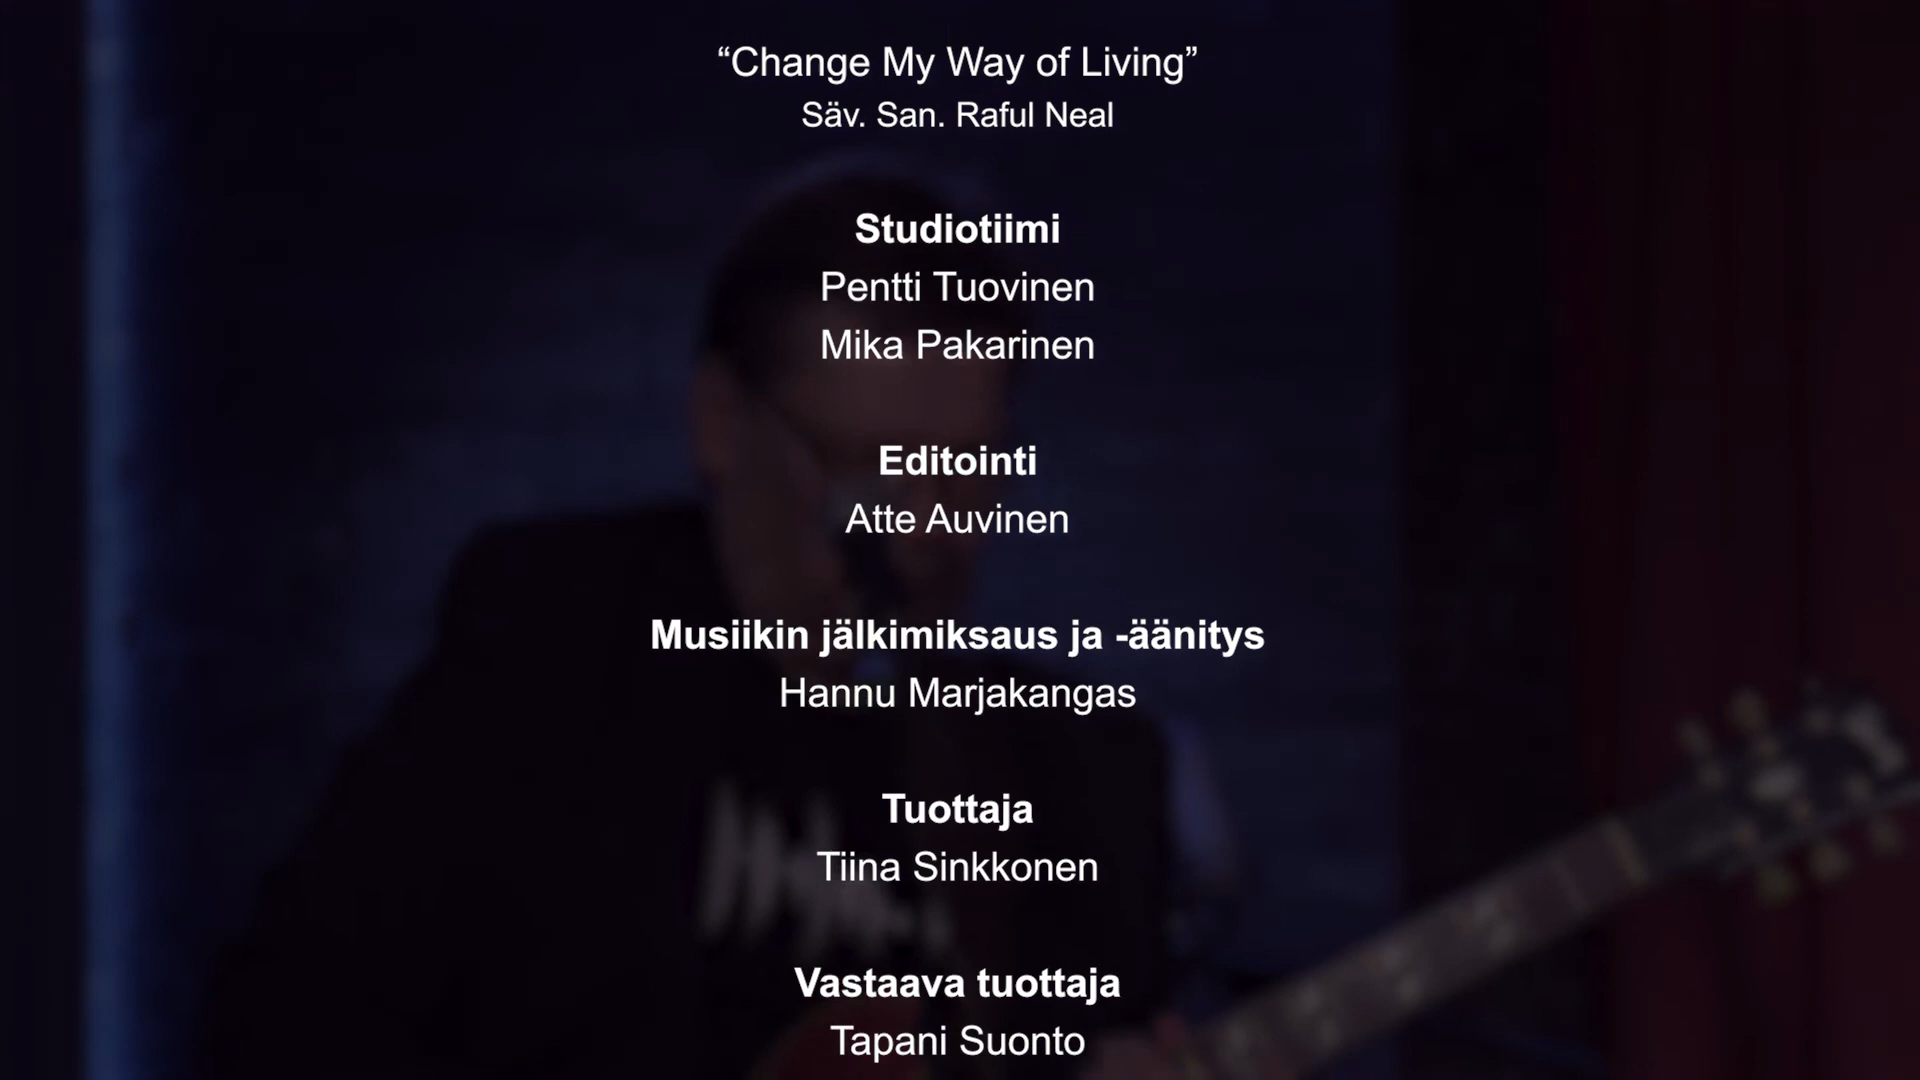 “Change My Way of Living”
Säv. San. Raful Neal
Studiotiimi
Pentti Tuovinen
Mika Pakarinen
Editointi
Atte Auvinen
Musiikin jälkimiksaus ja -äänitys
Hannu Marjakangas
Tuottaja
Tiina Sinkkonen
Vastaava tuottaja
Tapani Suonto